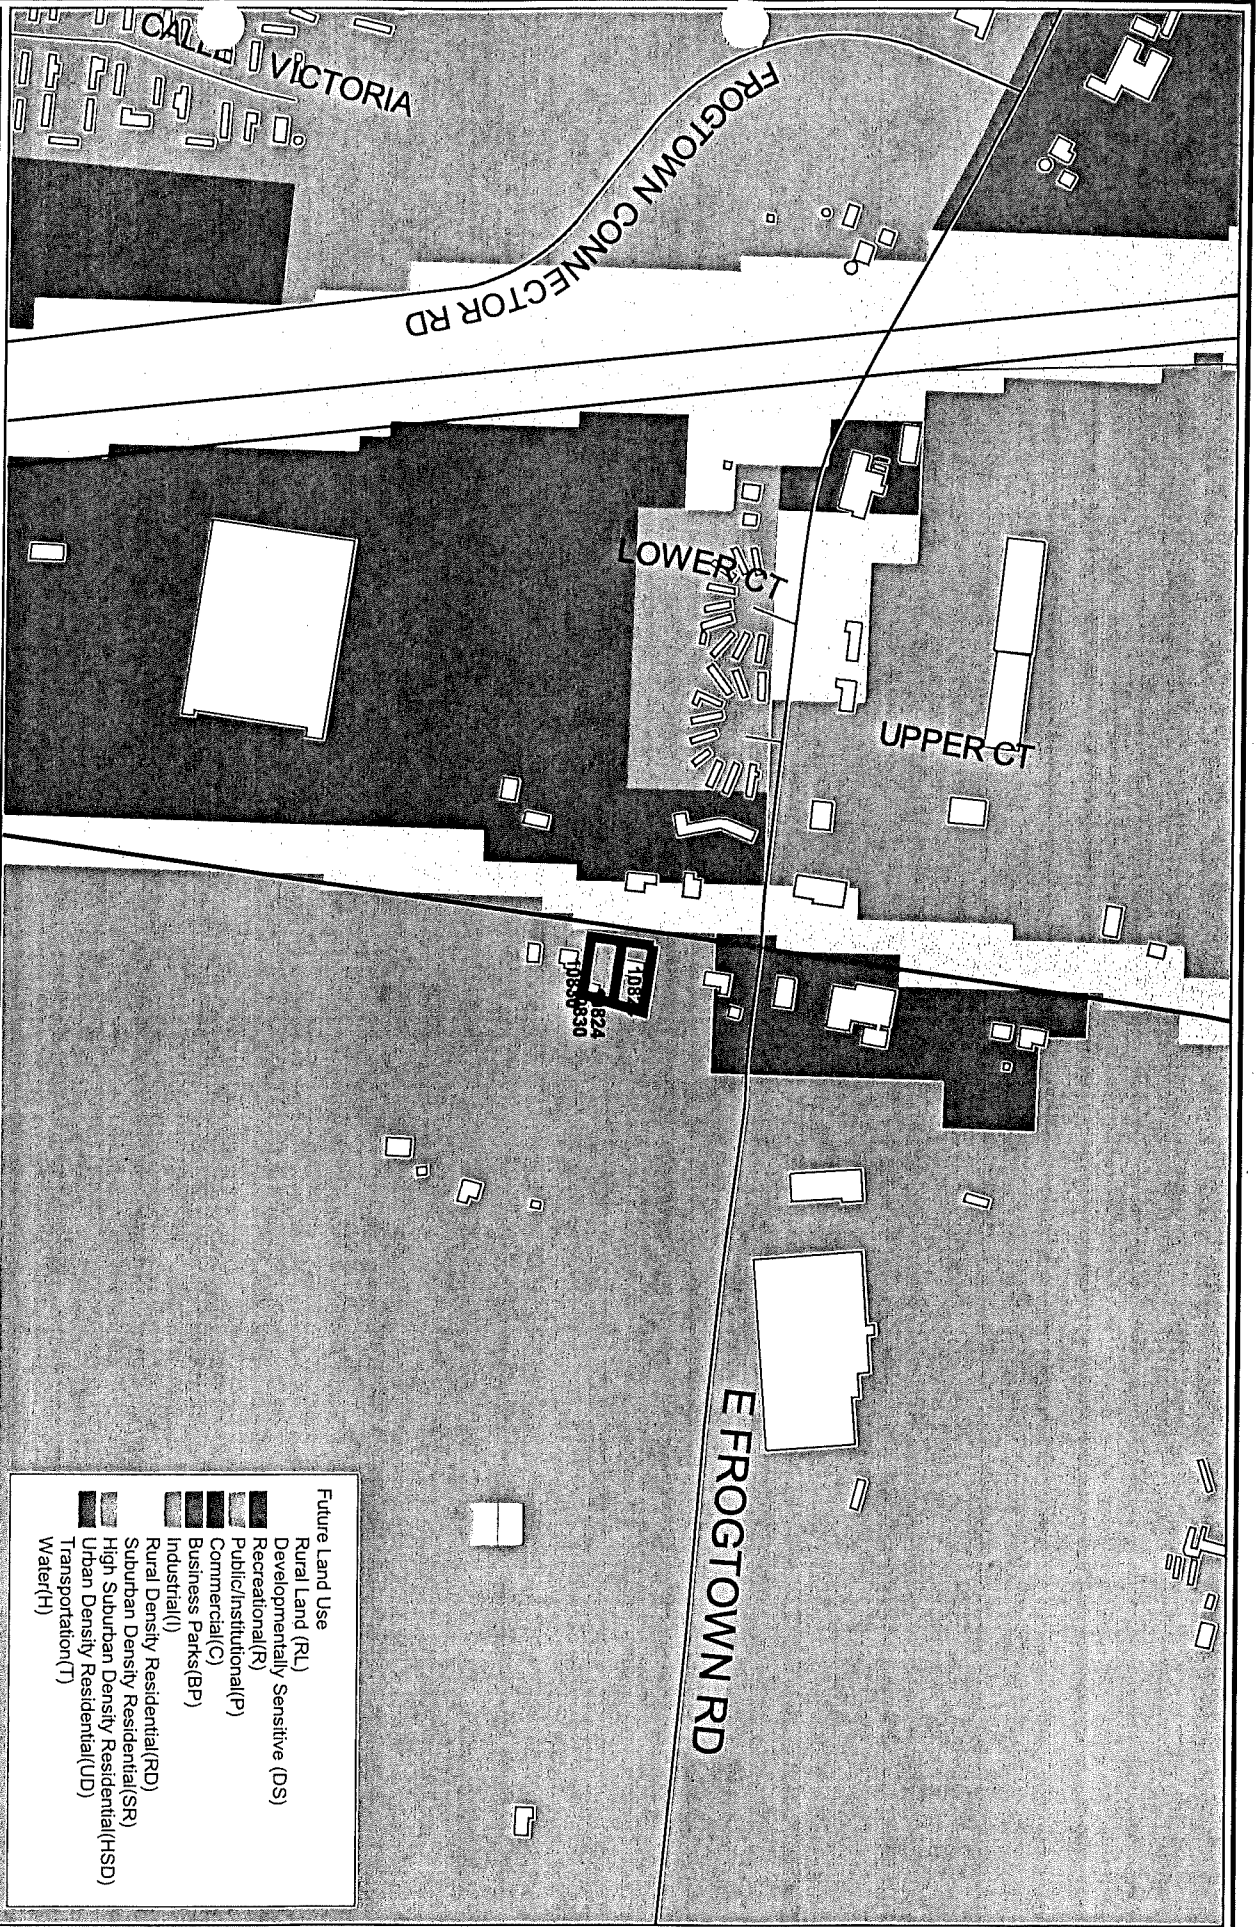 CALLE VICTORIA
FROGTOWN CONNECTOR RD
LOWER CT
UPPER CT
E FROGTOWN RD
824
Future Land Use
Rural Land (RL)
Developmentally Sensitive (DS)
Recreational(R)
Public/Institutional(P)
Commercial(C)
Business Parks(BP)
Industrial(I)
Rural Density Residential(RD)
Suburban Density Residential(SR)
High Suburban Density Residential(HSD)
Urban Density Residential(UD)
Transportation(T)
Water(H)